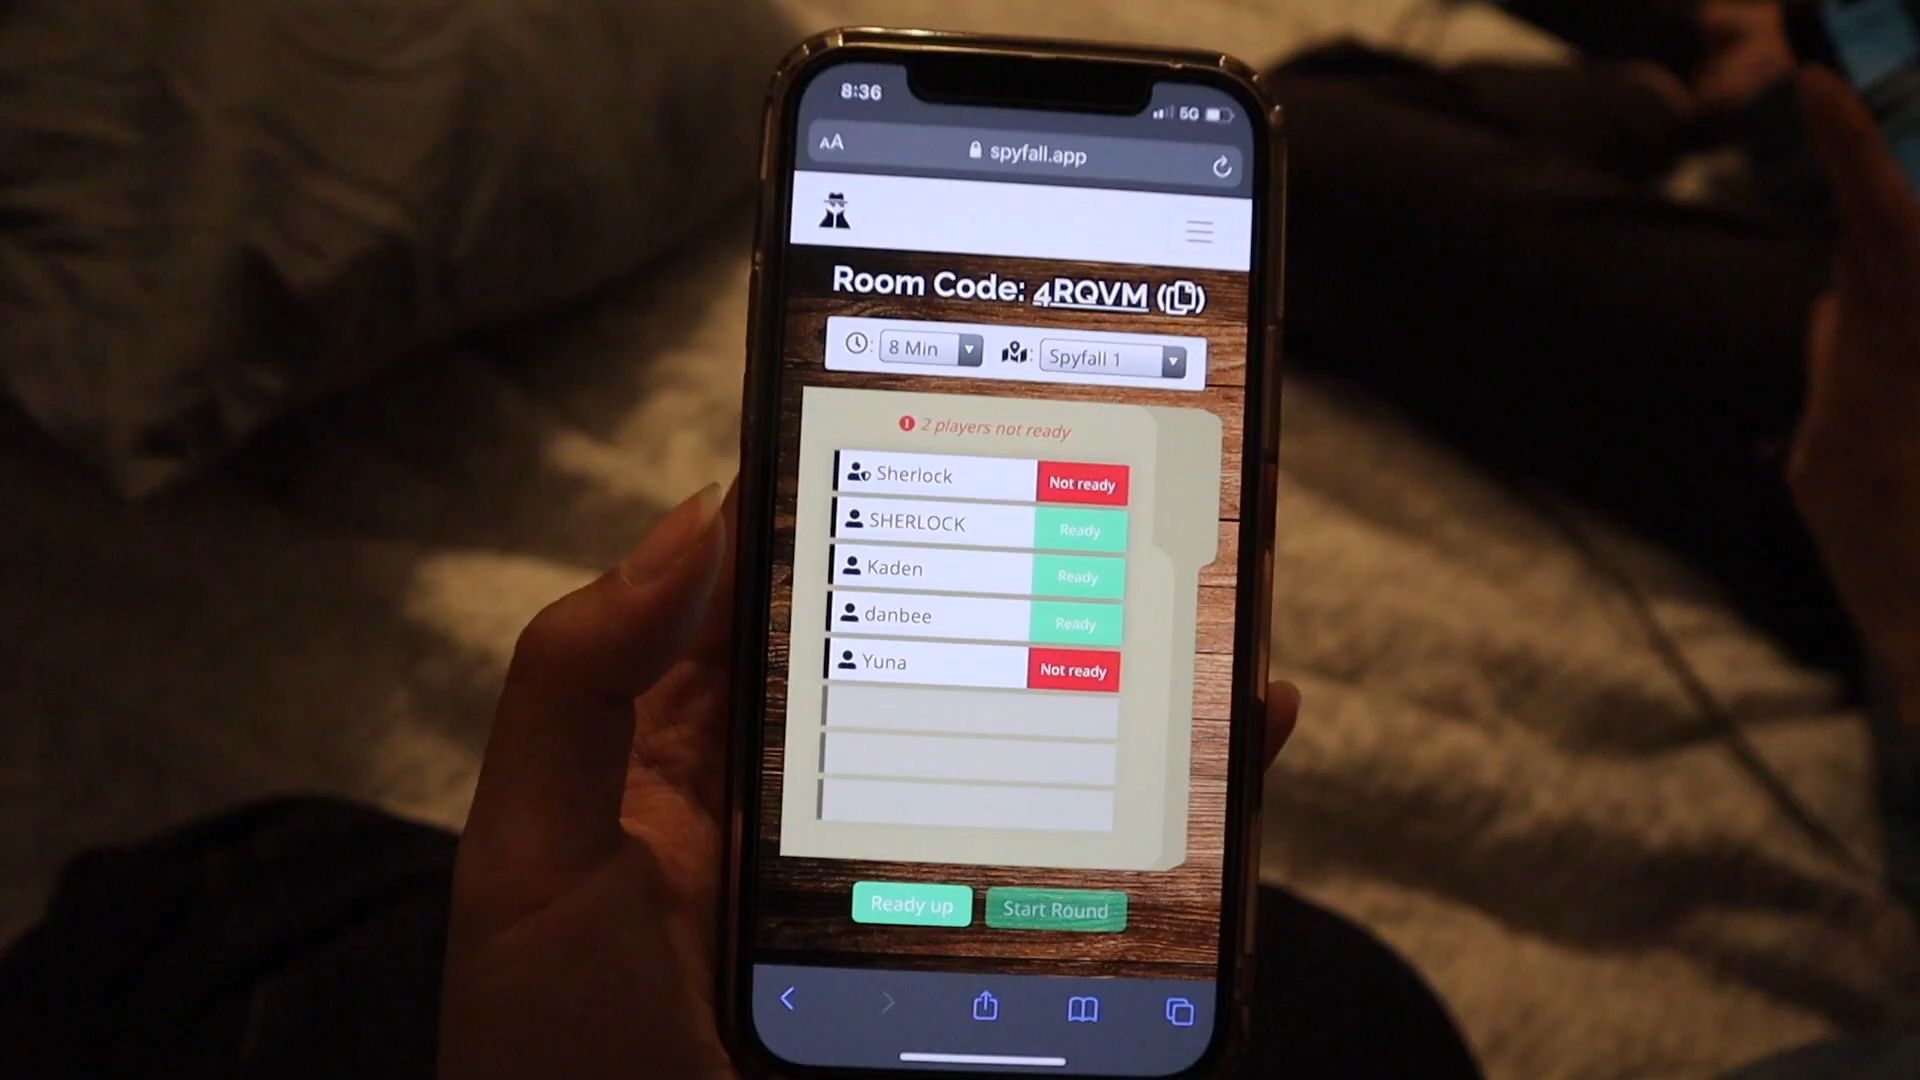 8:36
5G
AA
spyfall.app
Room Code: 4RQVM ()
: 8 Min : Spyfall 1
2 players not ready
Sherlock Not ready
SHERLOCK Ready
Kaden Ready
danbee Ready
Yuna Not ready
Ready up Start Round